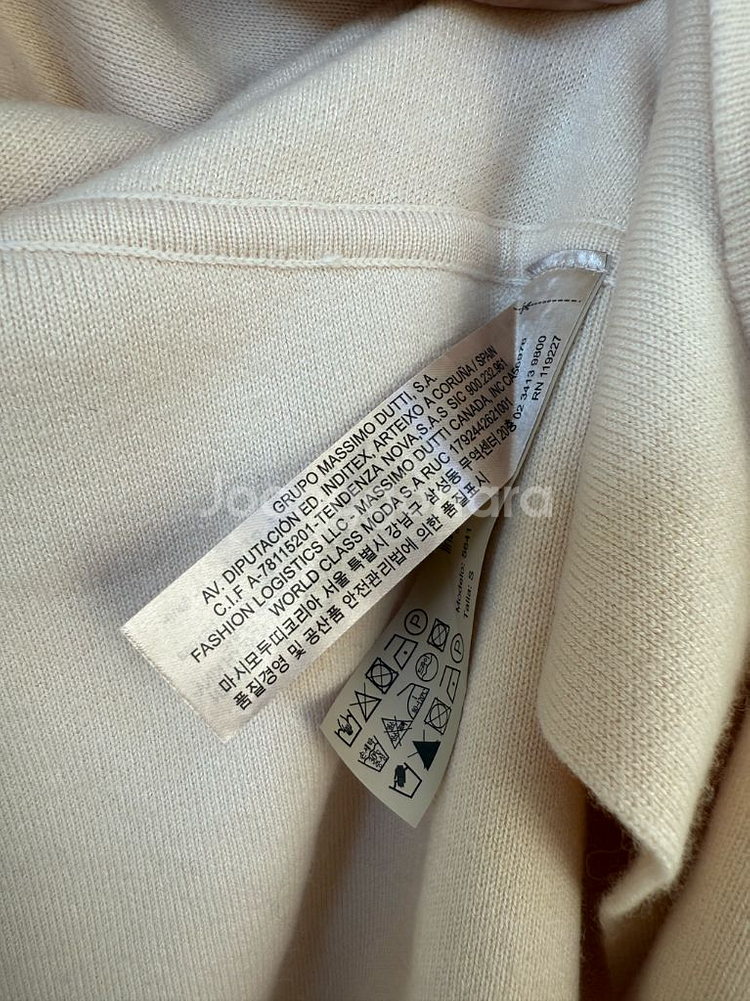 GRUPO MASSIMO DUTTI, S.A.
AV. DIPUTACIÓN ED. INDITEX, ARTEIXO A CORUÑA / SPAIN
C.I.F A-78115201-TENDENZA NOVA,S.A.S SIC 900.232.961
FASHION LOGISTICS LLC - MASSIMO DUTTI CANADA, INC
WORLD CLASS MODA S.A RUC 1792442621001
마시모두띠코리아 서울 특별시 강남구 삼성동 무역센터 20층 02 3413 9800
품질경영 및 공산품 안전관리법에 의한 품질표시
RN 119227
Modelo: 5641
Talla: S